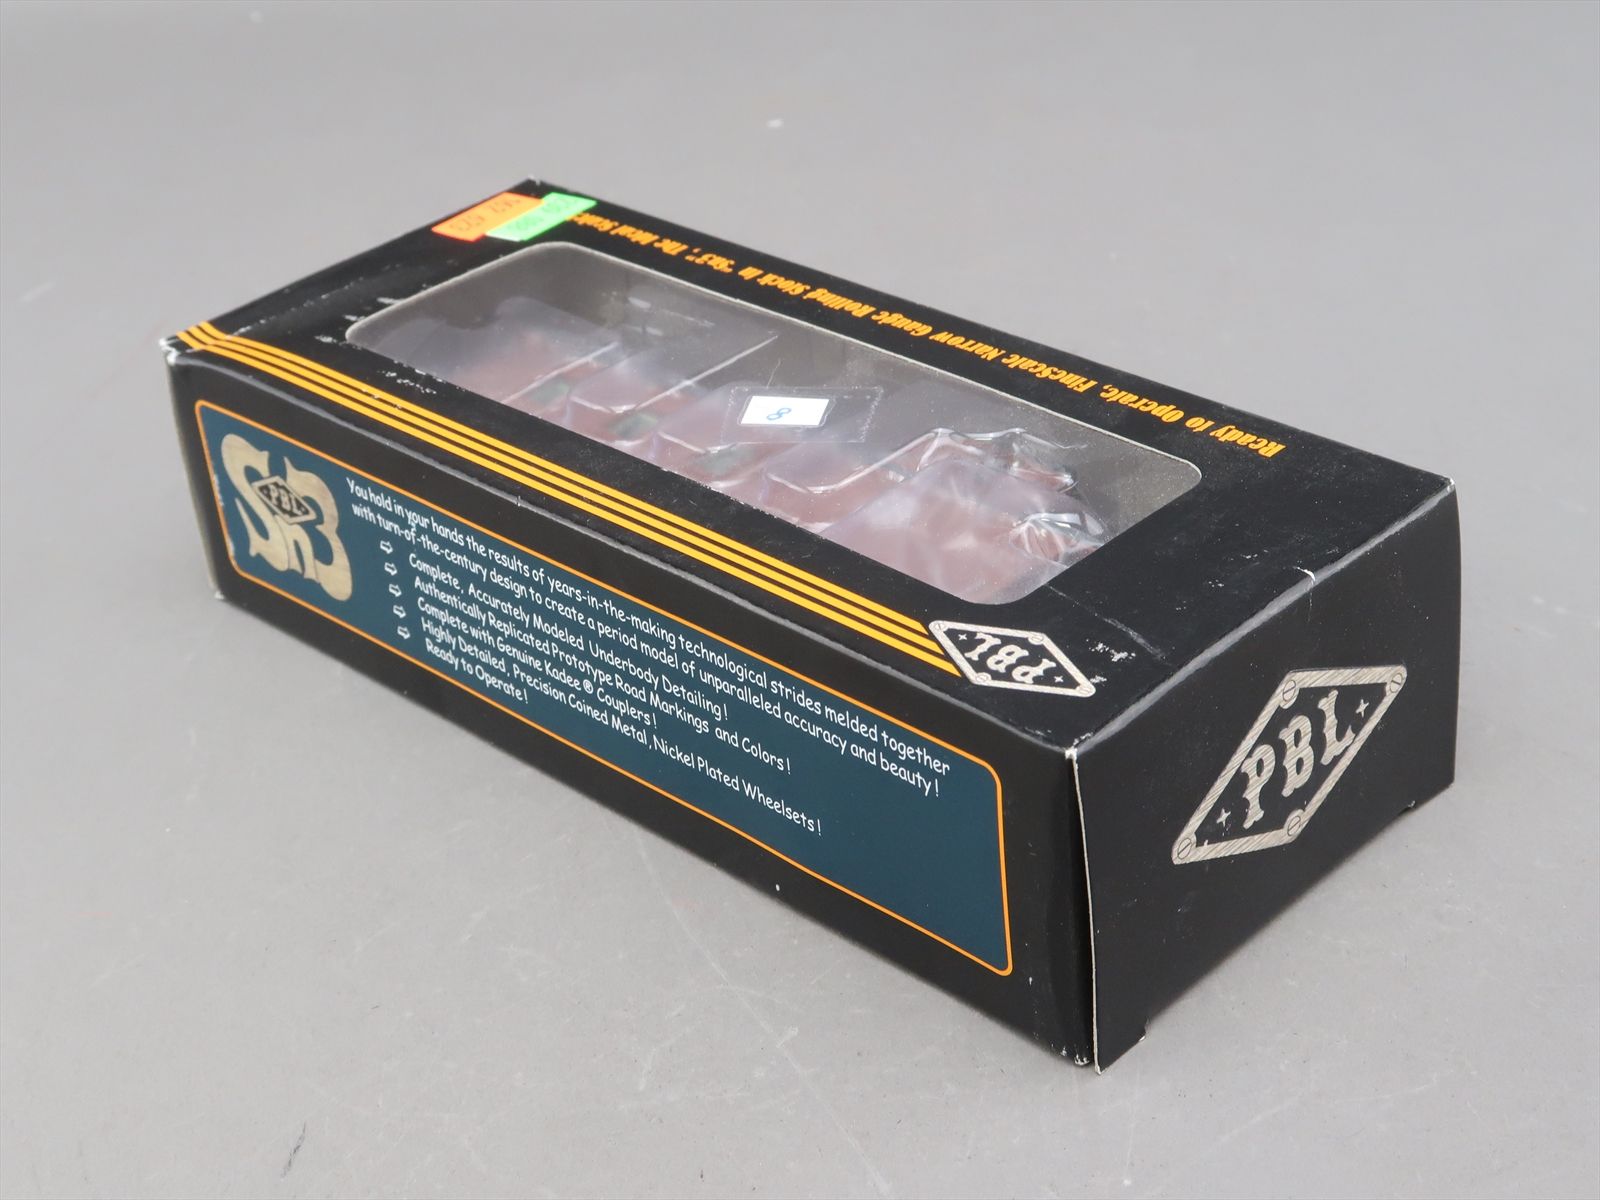 Ready to Operate, FineScale Narrow Gauge Rolling Stock In "Sn3", The Ideal Scale
8
PBL
PBL
Sn3
PBL
You hold in your hands the results of years-in-the-making technological strides melded together
with turn-of-the-century design to create a period model of unparalleled accuracy and beauty!
Complete, Accurately Modeled Underbody Detailing!
Authentically Replicated Prototype Road Markings and Colors!
Complete with Genuine Kadee® Couplers!
Highly Detailed, Precision Coined Metal, Nickel Plated Wheelsets!
Ready to Operate!